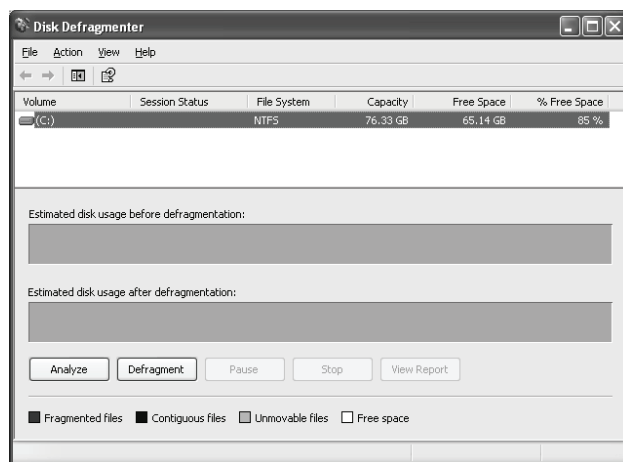 Disk Defragmenter
File Action View Help
Volume Session Status File System Capacity Free Space % Free Space
(C:) NTFS 76.33 GB 65.14 GB 85 %
Estimated disk usage before defragmentation:
Estimated disk usage after defragmentation:
Analyze Defragment Pause Stop View Report
Fragmented files Contiguous files Unmovable files Free space